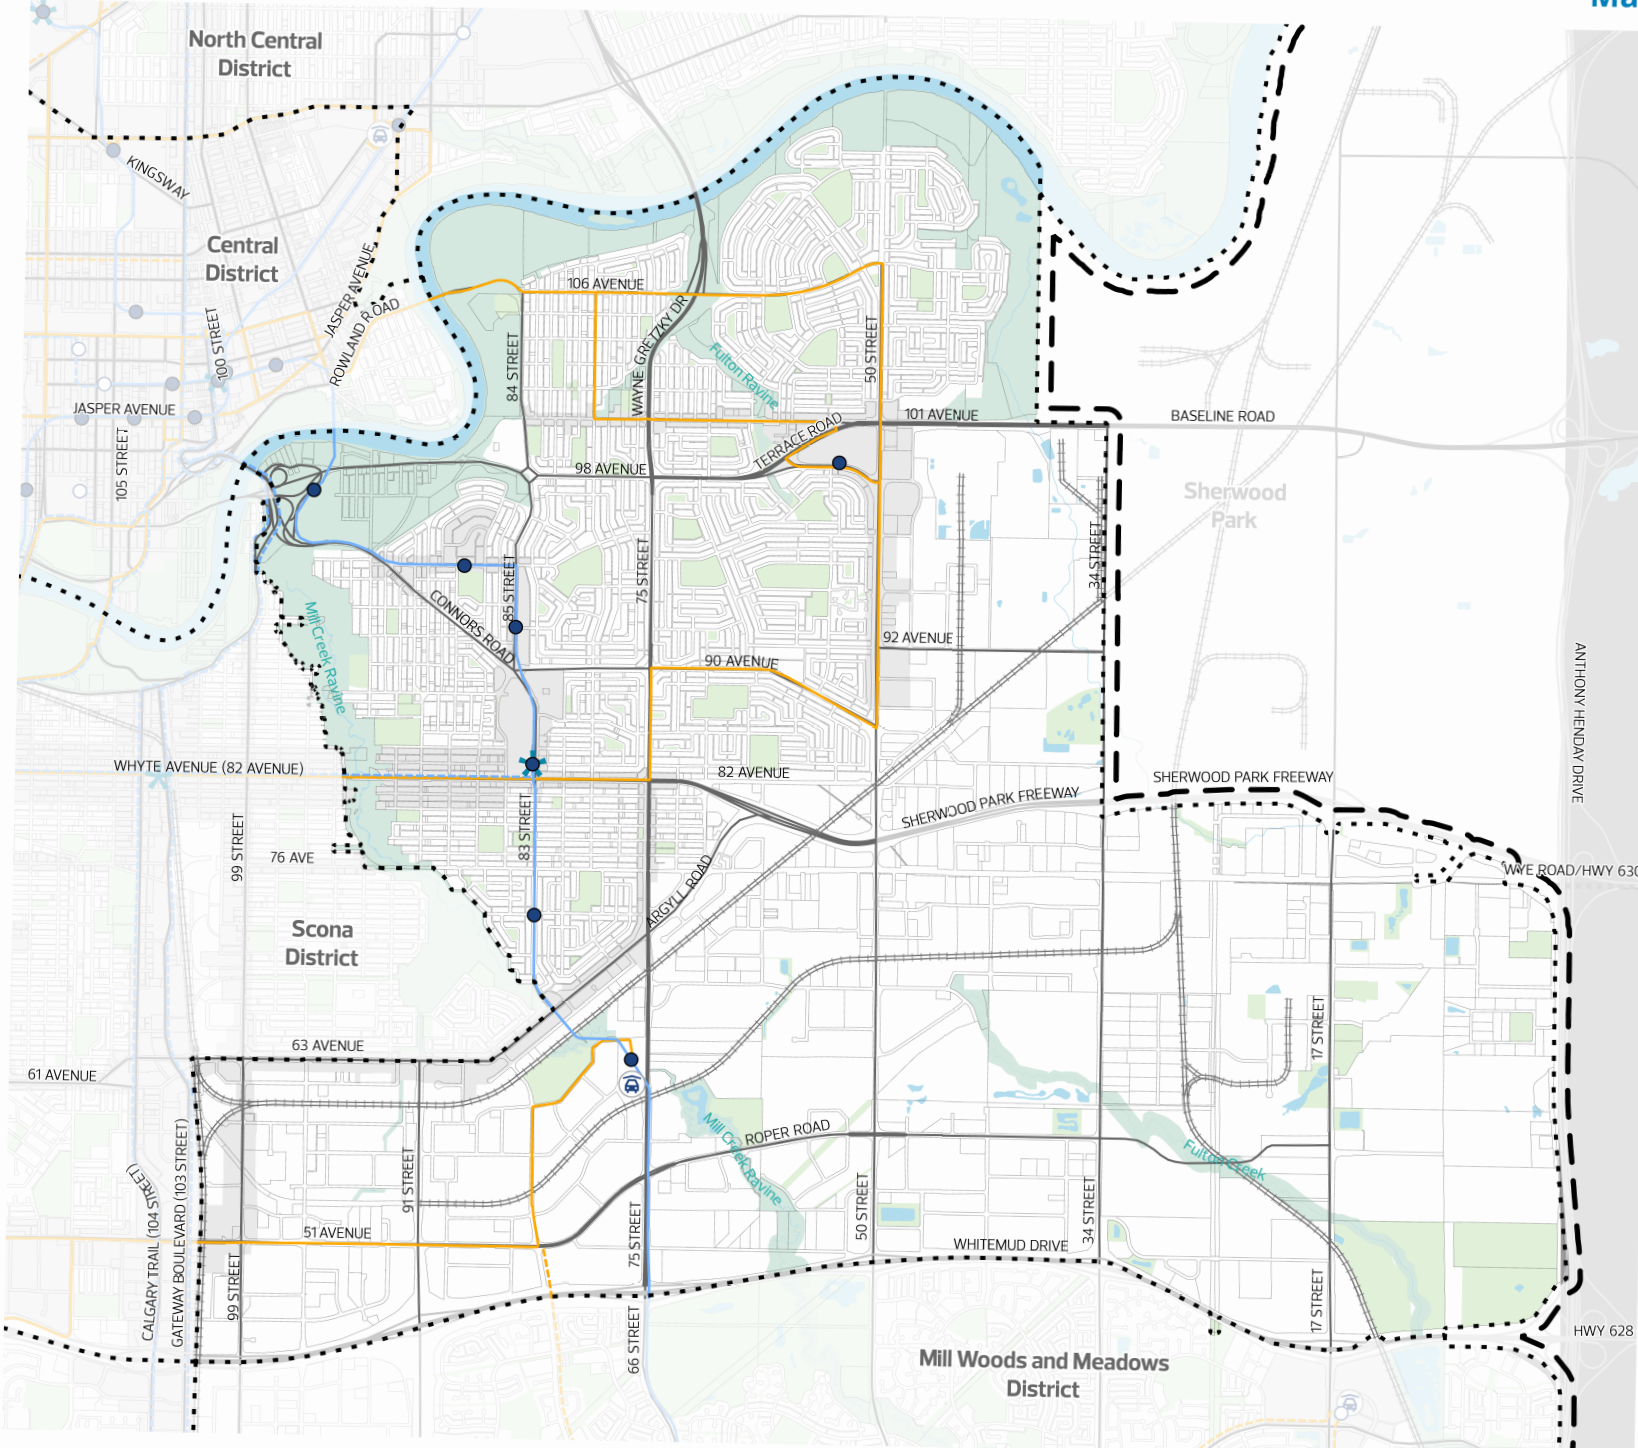 Ma
North Central
District
KINGSWAY
Central
District
JASPER AVENUE
ROWLAND ROAD
100 STREET
106 AVENUE
WAYNE GRETZKY DR
84 STREET
Fulton Ravine
50 STREET
JASPER AVENUE
101 AVENUE
BASELINE ROAD
TERRACE ROAD
105 STREET
98 AVENUE
Sherwood
Park
34 STREET
75 STREET
85 STREET
CONNORS ROAD
Mill Creek Ravine
92 AVENUE
90 AVENUE
ANTHONY HENDAY DRIVE
WHYTE AVENUE (82 AVENUE)
82 AVENUE
SHERWOOD PARK FREEWAY
SHERWOOD PARK FREEWAY
83 STREET
99 STREET
76 AVE
ARGYLL ROAD
WYE ROAD/HWY 630
Scona
District
17 STREET
63 AVENUE
61 AVENUE
Mill Creek Ravine
ROPER ROAD
Fulton Creek
CALGARY TRAIL (104 STREET)
GATEWAY BOULEVARD (103 STREET)
91 STREET
75 STREET
50 STREET
34 STREET
51 AVENUE
WHITEMUD DRIVE
99 STREET
17 STREET
66 STREET
HWY 628
Mill Woods and Meadows
District